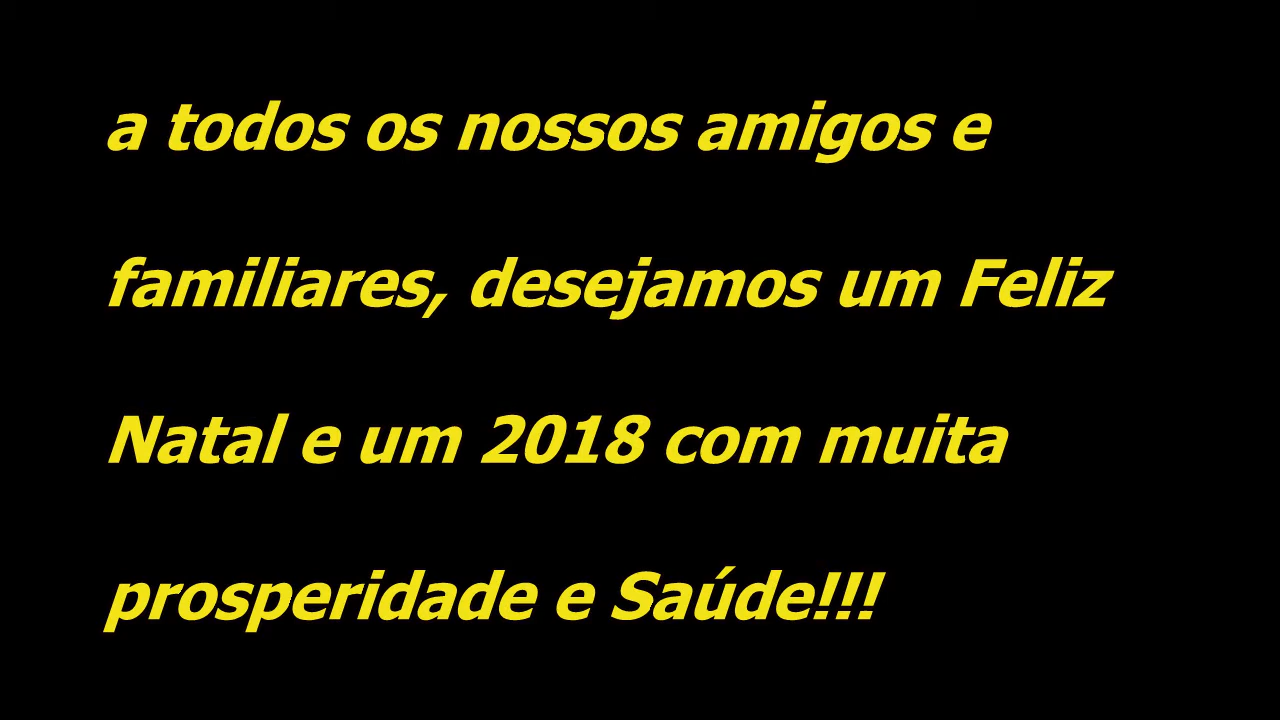 a todos os nossos amigos e
familiares, desejamos um Feliz
Natal e um 2018 com muita
prosperidade e Saúde!!!